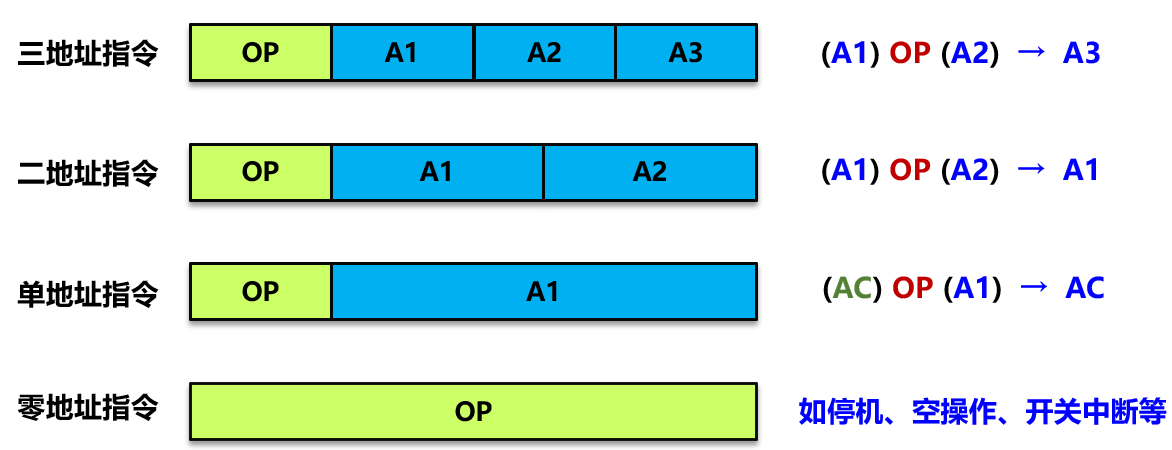 三地址指令 OP A1 A2 A3 (A1) OP (A2) → A3
二地址指令 OP A1 A2 (A1) OP (A2) → A1
单地址指令 OP A1 (AC) OP (A1) → AC
零地址指令 OP 如停机、空操作、开关中断等